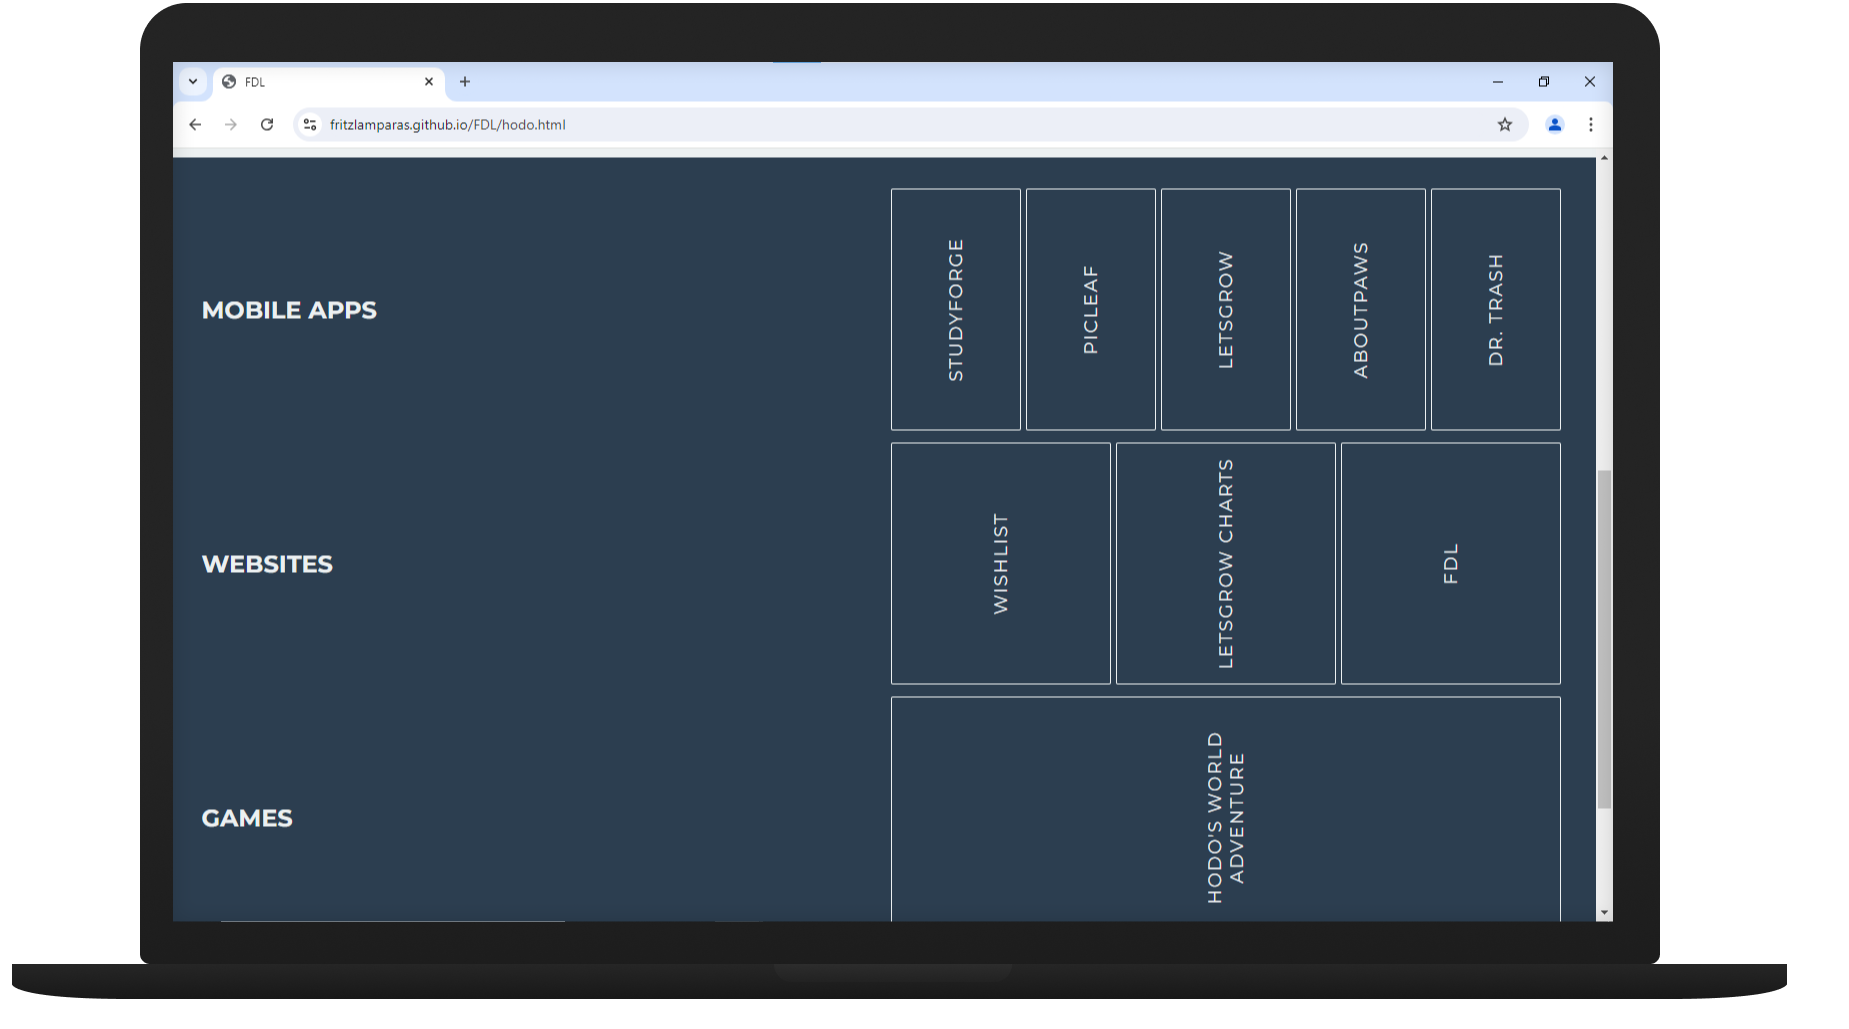 FDL
fritzlamparas.github.io/FDL/hodo.html
MOBILE APPS
STUDYFORGE
PICLEAF
LETSGROW
ABOUTPAWS
DR. TRASH
WEBSITES
WISHLIST
LETSGROW CHARTS
FDL
GAMES
HODO'S WORLD
ADVENTURE